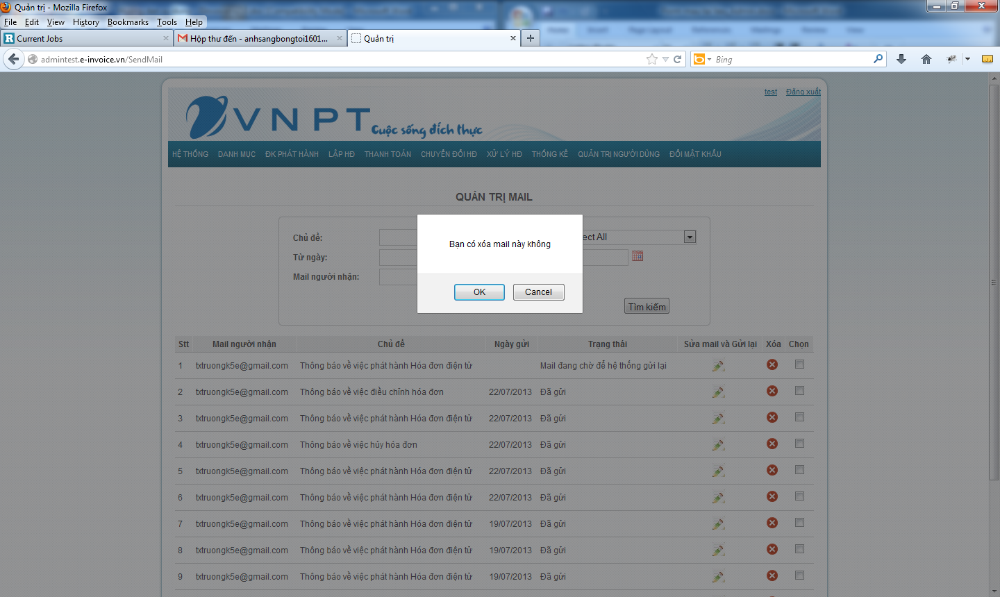 Quản trị - Mozilla Firefox
File Edit View History Bookmarks Tools Help
Current Jobs
Hộp thư đến - anhsangbongtoi1601...
Quản trị
admintest.e-invoice.vn/SendMail
Bing
test Đăng xuất
VNPT Cuộc sống đích thực
HỆ THỐNG DANH MỤC ĐK PHÁT HÀNH LẬP HĐ THANH TOÁN CHUYỂN ĐỔI HĐ XỬ LÝ HĐ THỐNG KÊ QUẢN TRỊ NGƯỜI DÙNG ĐỔI MẬT KHẨU
QUẢN TRỊ MAIL
Chủ đề: ect All
Từ ngày:
Mail người nhận:
Tìm kiếm
Bạn có xóa mail này không
OK Cancel
Stt Mail người nhận Chủ đề Ngày gửi Trạng thái Sửa mail và Gửi lại Xóa Chọn
1 txtruongk5e@gmail.com Thông báo về việc phát hành Hóa đơn điện tử Mail đang chờ để hệ thống gửi lại
2 txtruongk5e@gmail.com Thông báo về việc điều chỉnh hóa đơn 22/07/2013 Đã gửi
3 txtruongk5e@gmail.com Thông báo về việc phát hành Hóa đơn điện tử 22/07/2013 Đã gửi
4 txtruongk5e@gmail.com Thông báo về việc hủy hóa đơn 22/07/2013 Đã gửi
5 txtruongk5e@gmail.com Thông báo về việc phát hành Hóa đơn điện tử 22/07/2013 Đã gửi
6 txtruongk5e@gmail.com Thông báo về việc phát hành Hóa đơn điện tử 22/07/2013 Đã gửi
7 txtruongk5e@gmail.com Thông báo về việc phát hành Hóa đơn điện tử 19/07/2013 Đã gửi
8 txtruongk5e@gmail.com Thông báo về việc phát hành Hóa đơn điện tử 19/07/2013 Đã gửi
9 txtruongk5e@gmail.com Thông báo về việc phát hành Hóa đơn điện tử 19/07/2013 Đã gửi